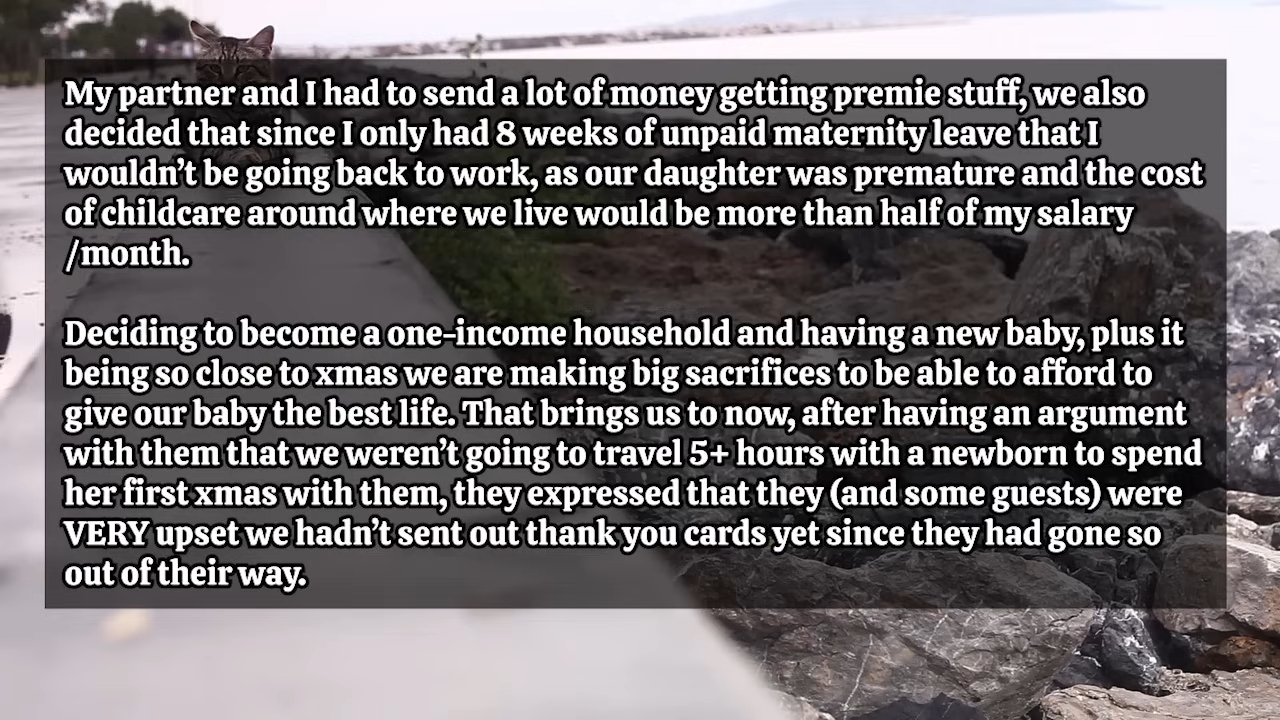 My partner and I had to send a lot of money getting premie stuff, we also
decided that since I only had 8 weeks of unpaid maternity leave that I
wouldn’t be going back to work, as our daughter was premature and the cost
of childcare around where we live would be more than half of my salary
/month.
Deciding to become a one-income household and having a new baby, plus it
being so close to xmas we are making big sacrifices to be able to afford to
give our baby the best life. That brings us to now, after having an argument
with them that we weren’t going to travel 5+ hours with a newborn to spend
her first xmas with them, they expressed that they (and some guests) were
VERY upset we hadn’t sent out thank you cards yet since they had gone so
out of their way.